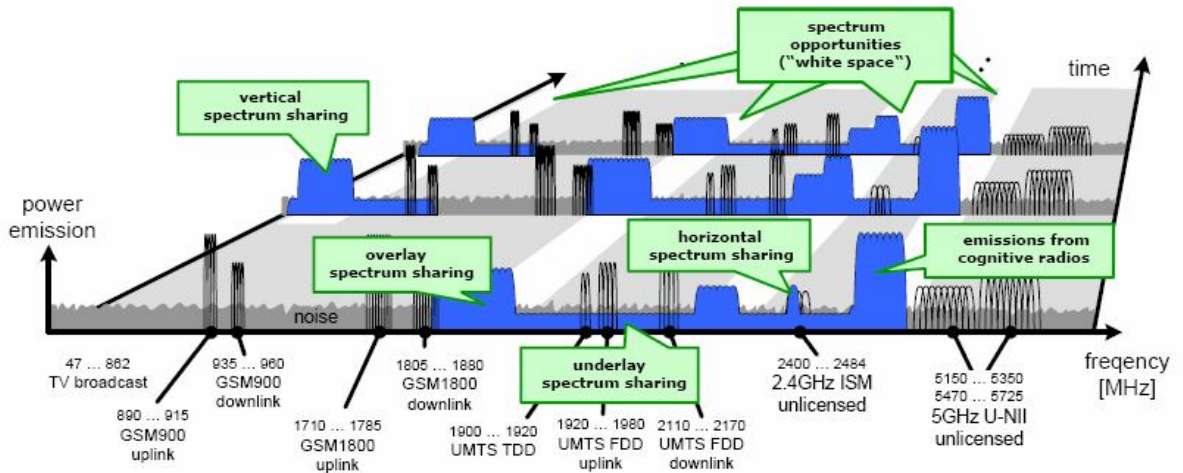 spectrum
opportunities
("white space")
time
vertical
spectrum sharing
power
emission
overlay
spectrum sharing
horizontal
spectrum sharing
emissions from
cognitive radios
noise
underlay
spectrum sharing
freqency
[MHz]
47 ... 862
TV broadcast
890 ... 915
GSM900
uplink
935 ... 960
GSM900
downlink
1710 ... 1785
GSM1800
uplink
1805 ... 1880
GSM1800
downlink
1900 ... 1920
UMTS TDD
1920 ... 1980
UMTS FDD
uplink
2110 ... 2170
UMTS FDD
downlink
2400 ... 2484
2.4GHz ISM
unlicensed
5150 ... 5350
5470 ... 5725
5GHz U-NII
unlicensed